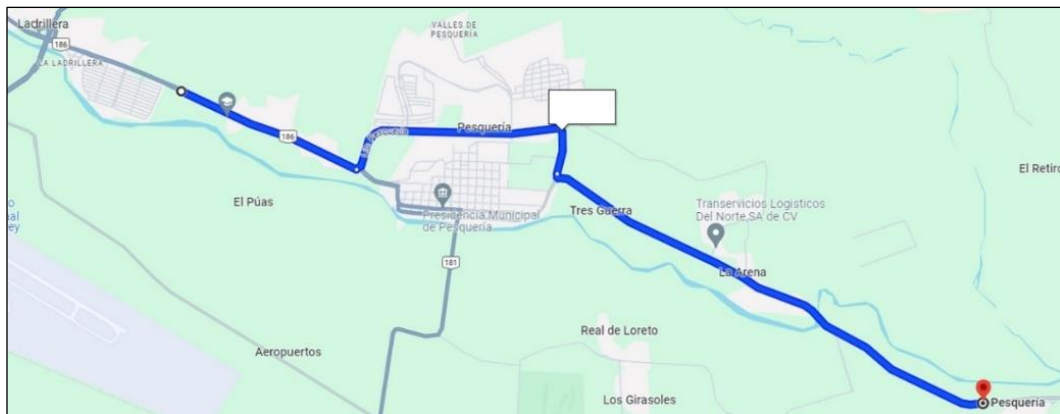 Ladrillera
186
LA LADRILLERA
VALLES DE
PESQUERÍA
Pesquería
186
El Retiro
El Púas
Presidencia Municipal
de Pesquería
Tres Guerra
Transervicios Logísticos
Del Norte,SA de CV
181
La Arena
Real de Loreto
Aeropuertos
Los Girasoles
Pesquería